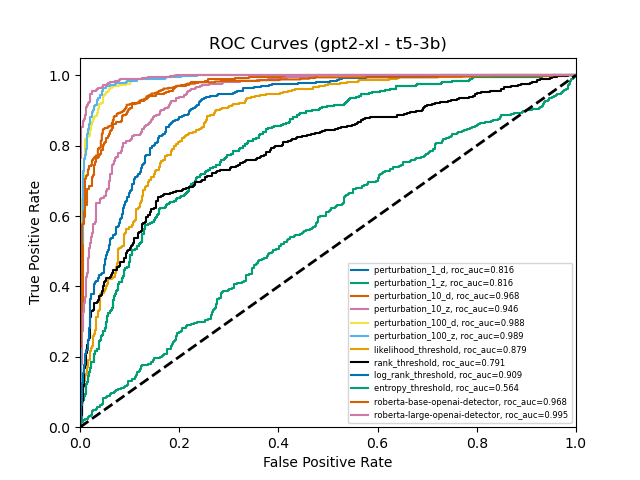 ROC Curves (gpt2-xl - t5-3b)
True Positive Rate
1.0
0.8
0.6
0.4
0.2
0.0
perturbation_1_d, roc_auc=0.816
perturbation_1_z, roc_auc=0.816
perturbation_10_d, roc_auc=0.968
perturbation_10_z, roc_auc=0.946
perturbation_100_d, roc_auc=0.988
perturbation_100_z, roc_auc=0.989
likelihood_threshold, roc_auc=0.879
rank_threshold, roc_auc=0.791
log_rank_threshold, roc_auc=0.909
entropy_threshold, roc_auc=0.564
roberta-base-openai-detector, roc_auc=0.968
roberta-large-openai-detector, roc_auc=0.995
0.0 0.2 0.4 0.6 0.8 1.0
False Positive Rate